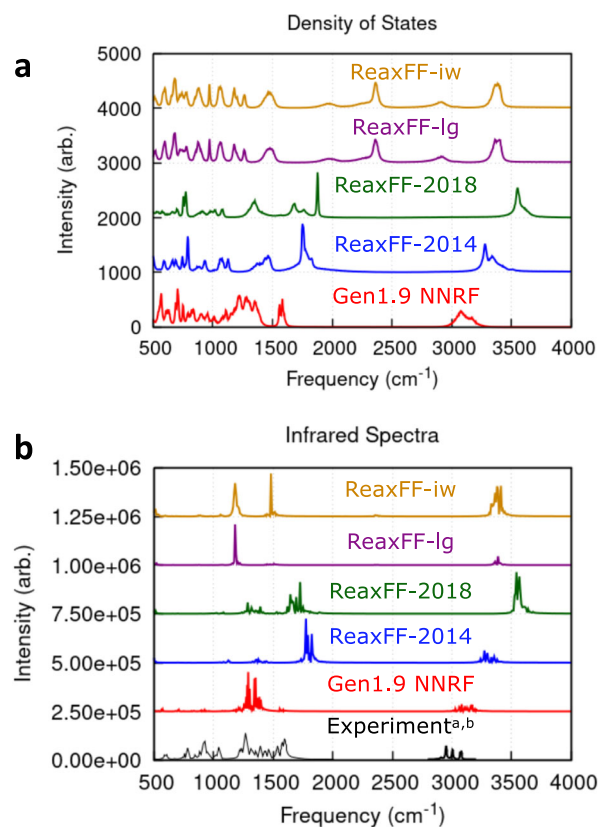 Density of States
a
5000
4000
3000
2000
1000
0
Intensity (arb.)
ReaxFF-iw
ReaxFF-lg
ReaxFF-2018
ReaxFF-2014
Gen1.9 NNRF
500 1000 1500 2000 2500 3000 3500 4000
Frequency (cm⁻¹)
Infrared Spectra
b
1.50e+06
1.25e+06
1.00e+06
7.50e+05
5.00e+05
2.50e+05
0.00e+00
Intensity (arb.)
ReaxFF-iw
ReaxFF-lg
ReaxFF-2018
ReaxFF-2014
Gen1.9 NNRF
Experimentᵃ,ᵇ
500 1000 1500 2000 2500 3000 3500 4000
Frequency (cm⁻¹)